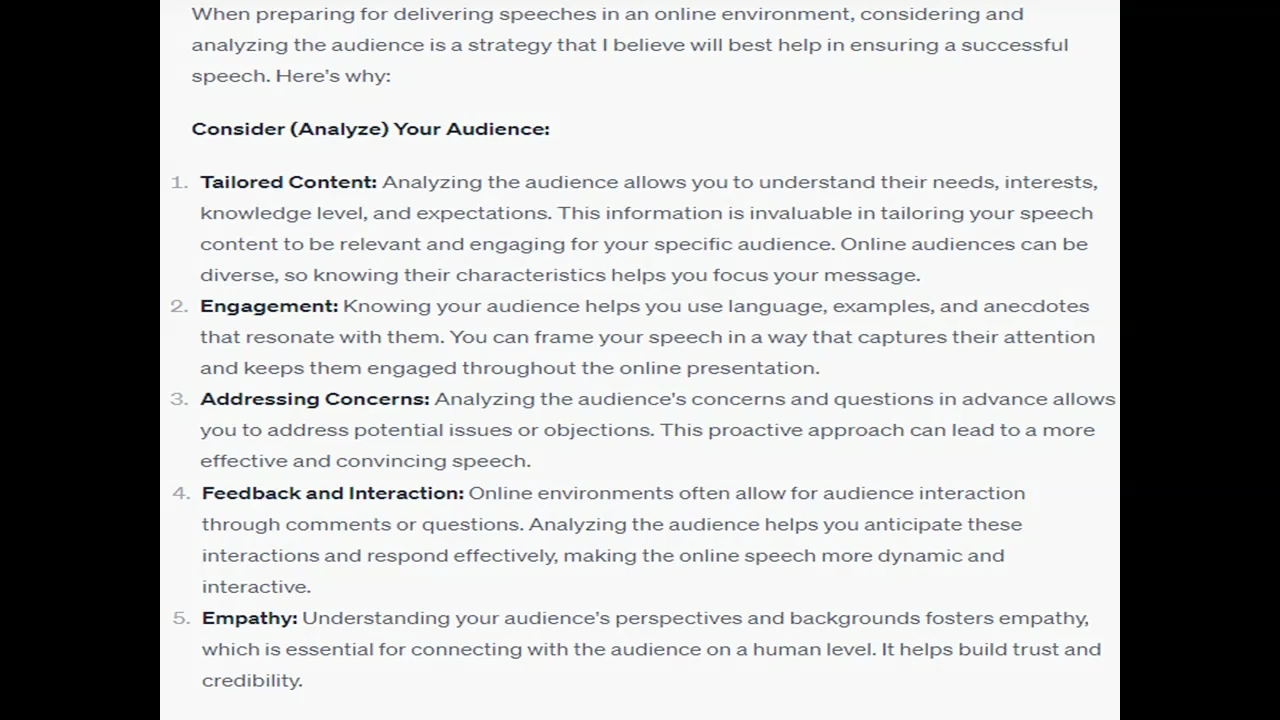 When preparing for delivering speeches in an online environment, considering and
analyzing the audience is a strategy that I believe will best help in ensuring a successful
speech. Here's why:
Consider (Analyze) Your Audience:
1. Tailored Content: Analyzing the audience allows you to understand their needs, interests,
knowledge level, and expectations. This information is invaluable in tailoring your speech
content to be relevant and engaging for your specific audience. Online audiences can be
diverse, so knowing their characteristics helps you focus your message.
2. Engagement: Knowing your audience helps you use language, examples, and anecdotes
that resonate with them. You can frame your speech in a way that captures their attention
and keeps them engaged throughout the online presentation.
3. Addressing Concerns: Analyzing the audience's concerns and questions in advance allows
you to address potential issues or objections. This proactive approach can lead to a more
effective and convincing speech.
4. Feedback and Interaction: Online environments often allow for audience interaction
through comments or questions. Analyzing the audience helps you anticipate these
interactions and respond effectively, making the online speech more dynamic and
interactive.
5. Empathy: Understanding your audience's perspectives and backgrounds fosters empathy,
which is essential for connecting with the audience on a human level. It helps build trust and
credibility.